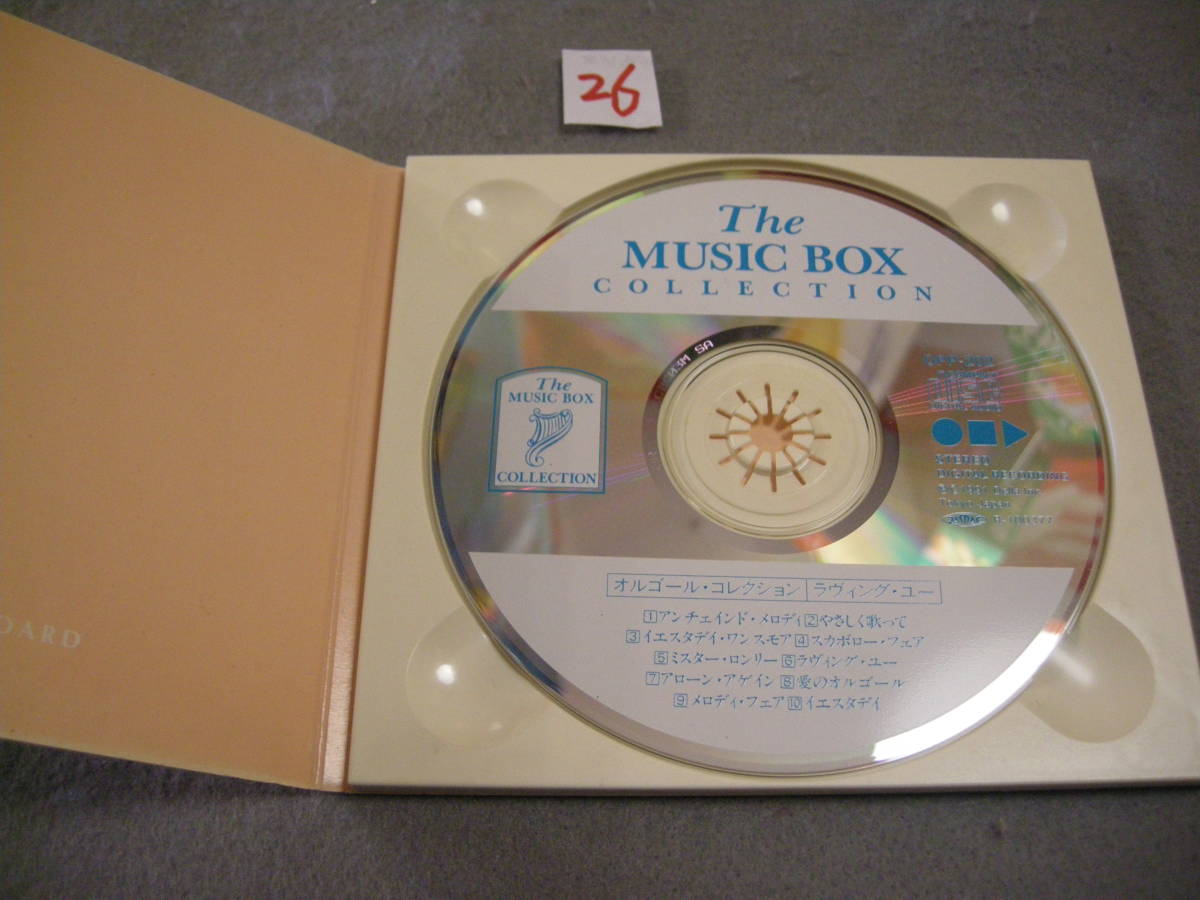 26
The
MUSIC BOX
COLLECTION
SA
The
MUSIC BOX
COLLECTION
STEREO
DIGITAL RECORDING
Tokyo Japan
オルゴール・コレクション ラヴィング・ユー
1アンチェインド・メロディ2やさしく歌って
3イエスタデイ・ワンスモア4スカボロー・フェア
5ミスター・ロンリー6ラヴィング・ユー
7アローン・アゲイン8愛のオルゴール
9メロディ・フェア10イエスタデイ